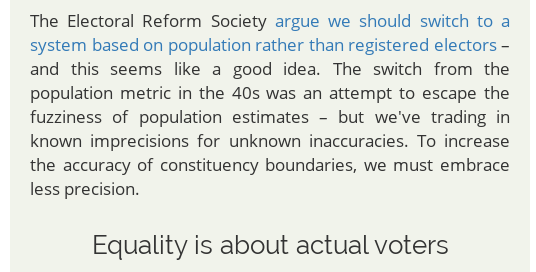 The Electoral Reform Society argue we should switch to a
system based on population rather than registered electors –
and this seems like a good idea. The switch from the
population metric in the 40s was an attempt to escape the
fuzziness of population estimates – but we've trading in
known imprecisions for unknown inaccuracies. To increase
the accuracy of constituency boundaries, we must embrace
less precision.
Equality is about actual voters